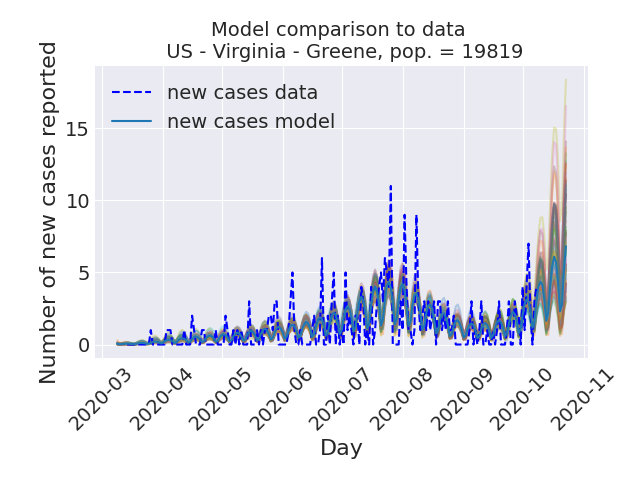 Model comparison to data
US - Virginia - Greene, pop. = 19819
new cases data
new cases model
Number of new cases reported
15
10
5
0
2020-03
2020-04
2020-05
2020-06
2020-07
2020-08
2020-09
2020-10
2020-11
Day